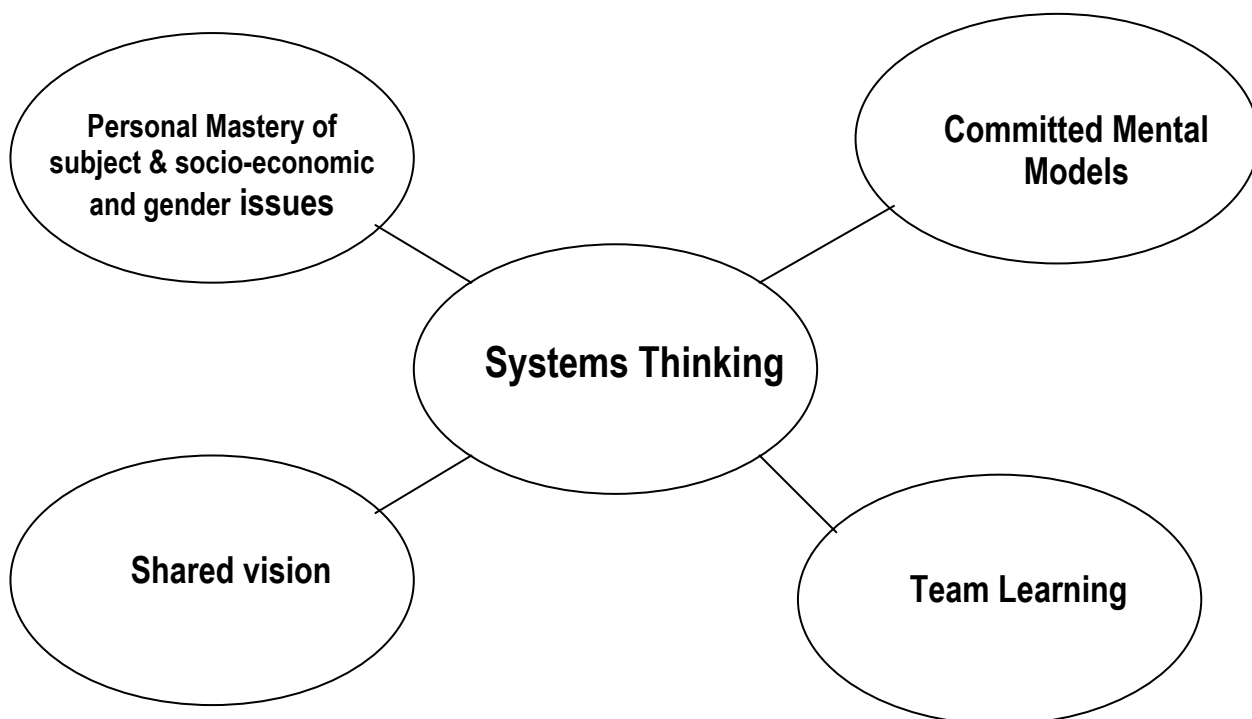 Personal Mastery of
subject & socio-economic
and gender issues
Committed Mental
Models
Systems Thinking
Shared vision
Team Learning